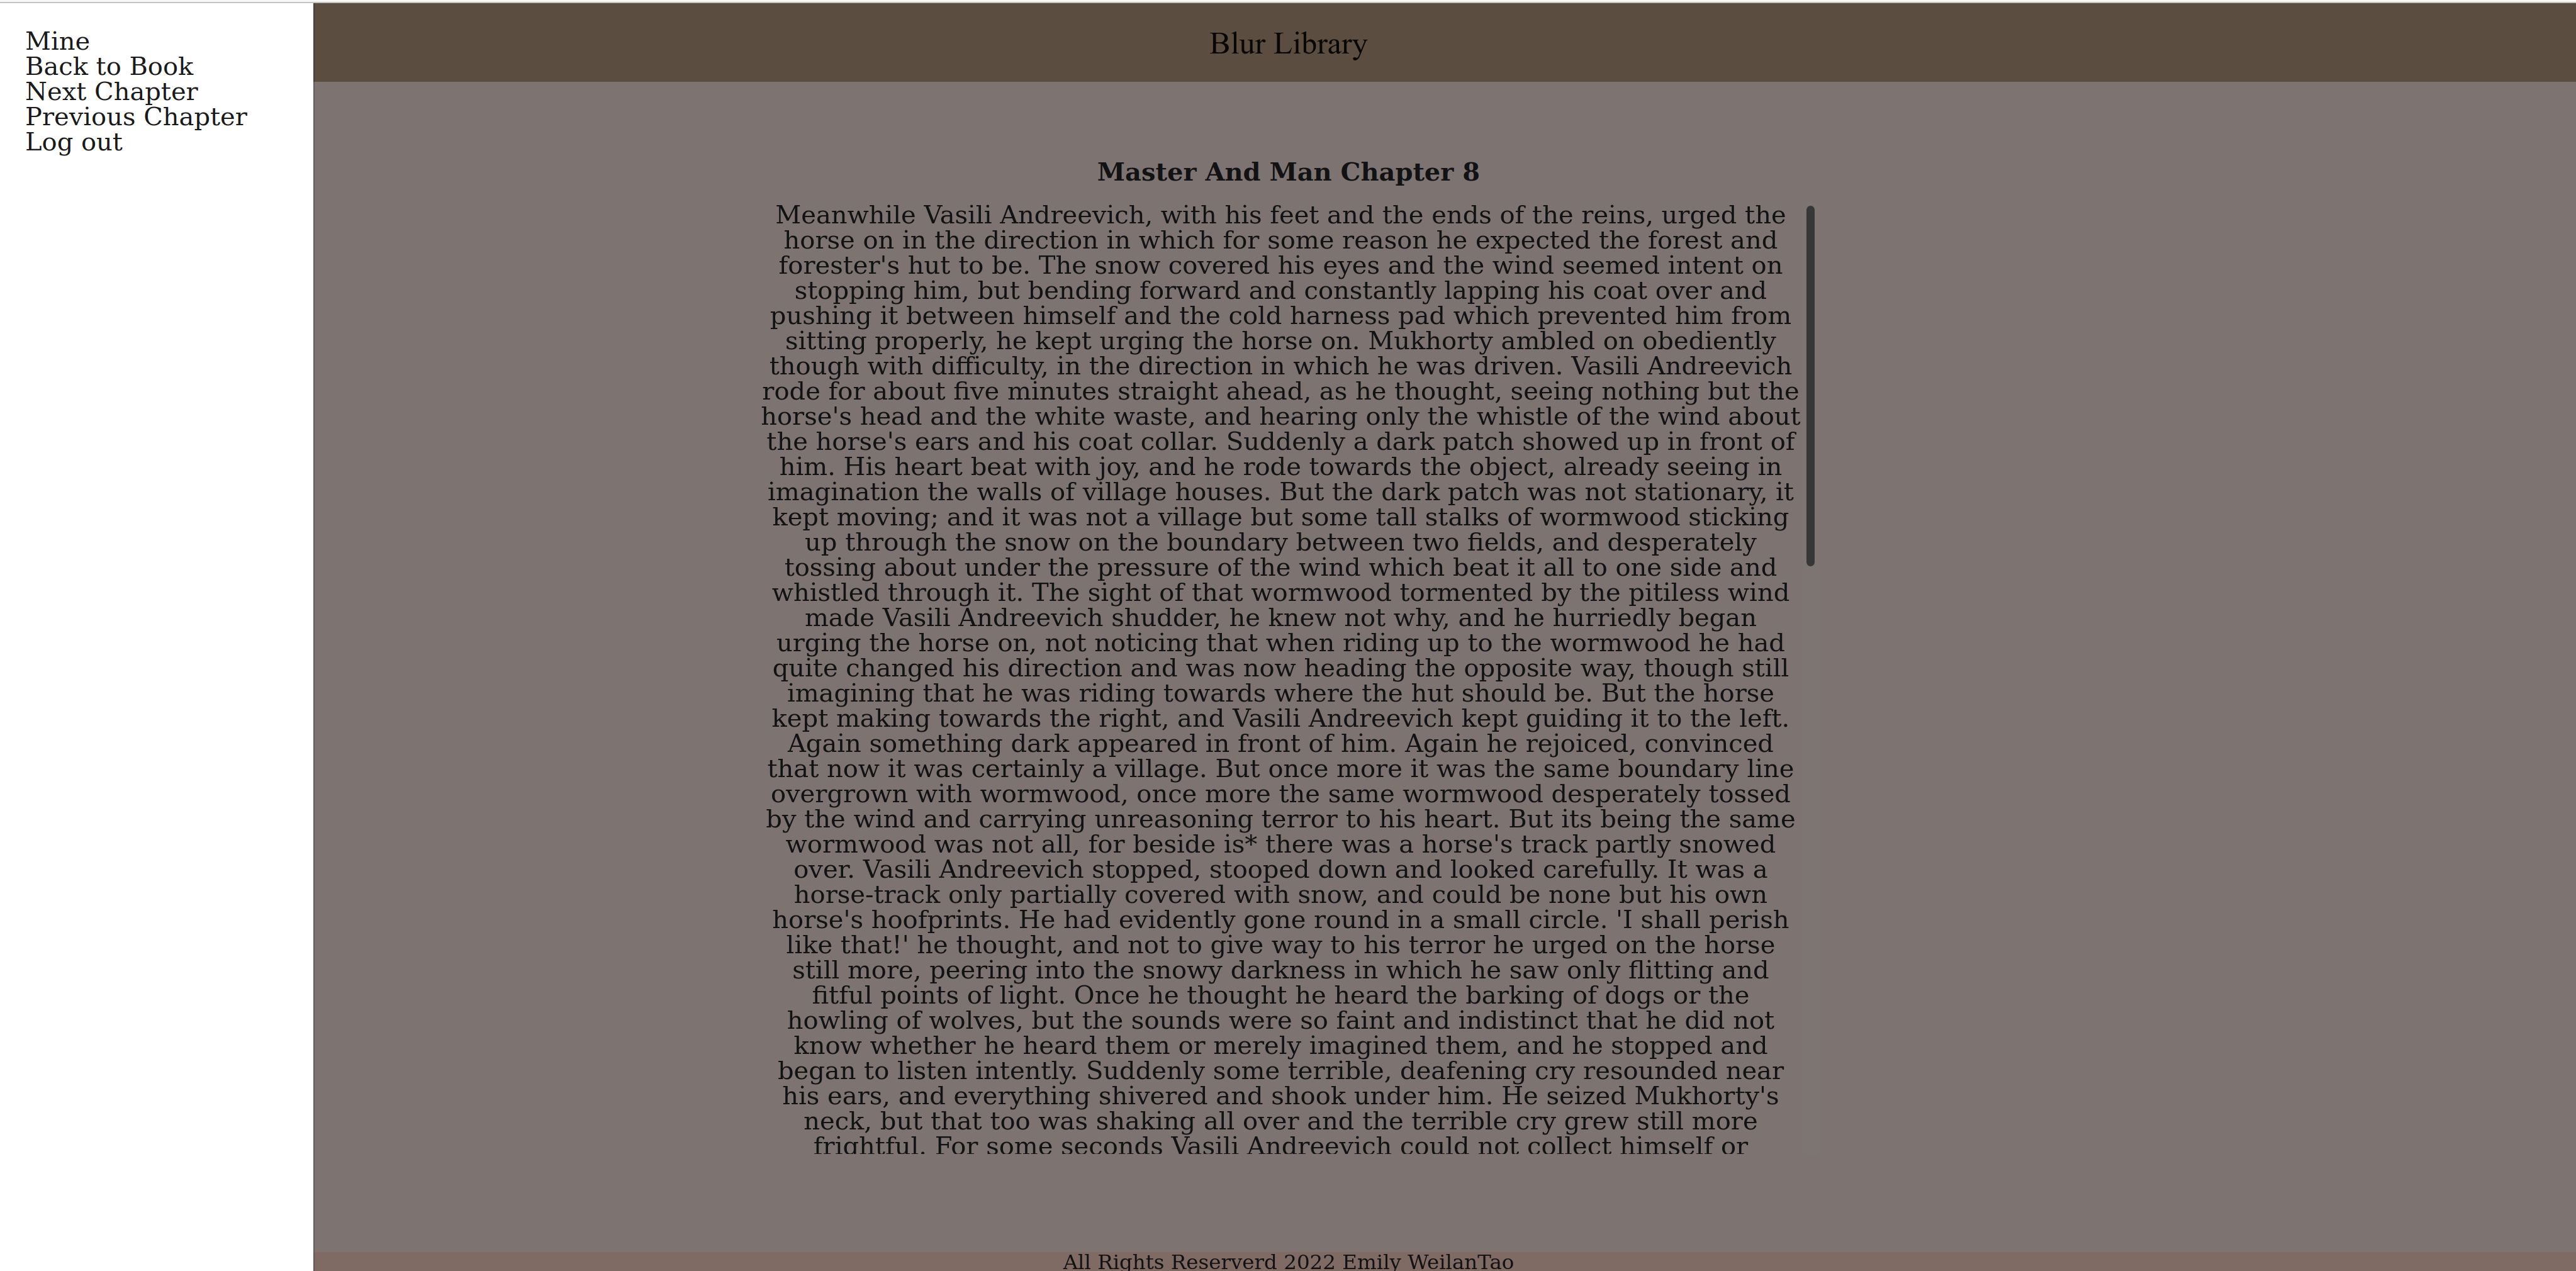 Mine
Back to Book
Next Chapter
Previous Chapter
Log out
Blur Library
Master And Man Chapter 8
Meanwhile Vasili Andreevich, with his feet and the ends of the reins, urged the
horse on in the direction in which for some reason he expected the forest and
forester's hut to be. The snow covered his eyes and the wind seemed intent on
stopping him, but bending forward and constantly lapping his coat over and
pushing it between himself and the cold harness pad which prevented him from
sitting properly, he kept urging the horse on. Mukhorty ambled on obediently
though with difficulty, in the direction in which he was driven. Vasili Andreevich
rode for about five minutes straight ahead, as he thought, seeing nothing but the
horse's head and the white waste, and hearing only the whistle of the wind about
the horse's ears and his coat collar. Suddenly a dark patch showed up in front of
him. His heart beat with joy, and he rode towards the object, already seeing in
imagination the walls of village houses. But the dark patch was not stationary, it
kept moving; and it was not a village but some tall stalks of wormwood sticking
up through the snow on the boundary between two fields, and desperately
tossing about under the pressure of the wind which beat it all to one side and
whistled through it. The sight of that wormwood tormented by the pitiless wind
made Vasili Andreevich shudder, he knew not why, and he hurriedly began
urging the horse on, not noticing that when riding up to the wormwood he had
quite changed his direction and was now heading the opposite way, though still
imagining that he was riding towards where the hut should be. But the horse
kept making towards the right, and Vasili Andreevich kept guiding it to the left.
Again something dark appeared in front of him. Again he rejoiced, convinced
that now it was certainly a village. But once more it was the same boundary line
overgrown with wormwood, once more the same wormwood desperately tossed
by the wind and carrying unreasoning terror to his heart. But its being the same
wormwood was not all, for beside is* there was a horse's track partly snowed
over. Vasili Andreevich stopped, stooped down and looked carefully. It was a
horse-track only partially covered with snow, and could be none but his own
horse's hoofprints. He had evidently gone round in a small circle. 'I shall perish
like that!' he thought, and not to give way to his terror he urged on the horse
still more, peering into the snowy darkness in which he saw only flitting and
fitful points of light. Once he thought he heard the barking of dogs or the
howling of wolves, but the sounds were so faint and indistinct that he did not
know whether he heard them or merely imagined them, and he stopped and
began to listen intently. Suddenly some terrible, deafening cry resounded near
his ears, and everything shivered and shook under him. He seized Mukhorty's
neck, but that too was shaking all over and the terrible cry grew still more
frightful. For some seconds Vasili Andreevich could not collect himself or
All Rights Reserverd 2022 Emily WeilanTao